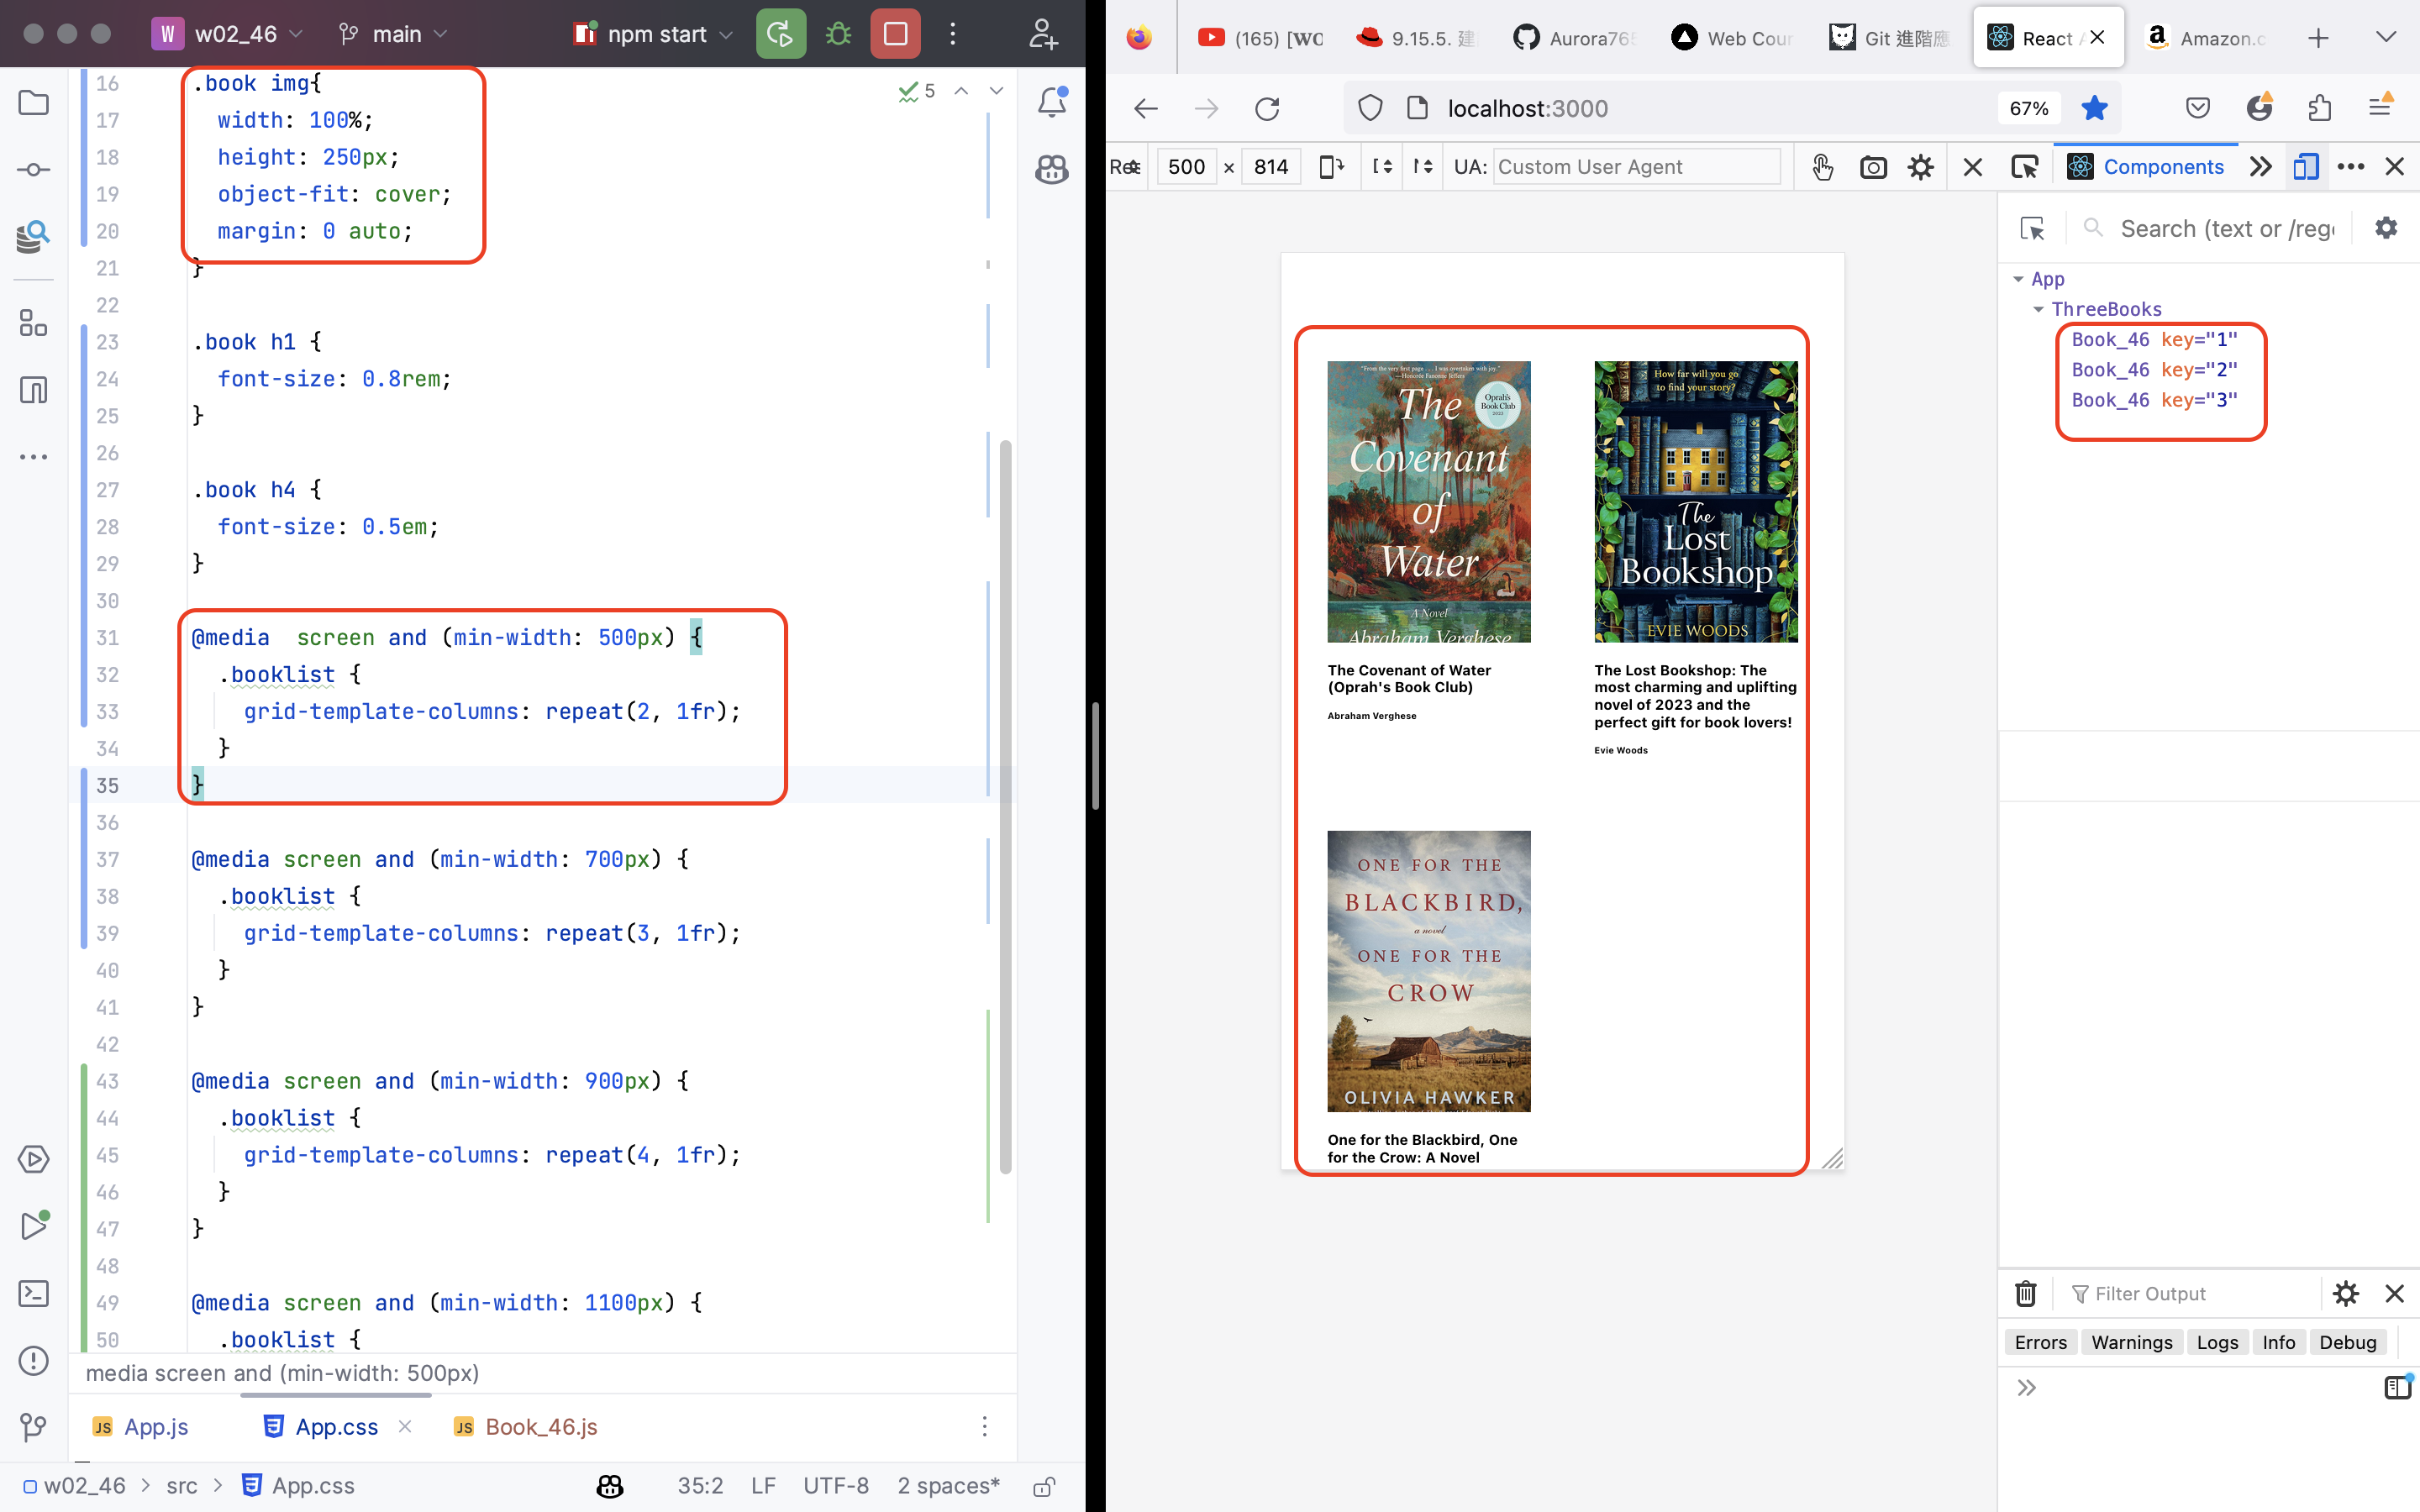 W w02_46 main npm start
16 .book img{
17 width: 100%;
18 height: 250px;
19 object-fit: cover;
20 margin: 0 auto;
21 }
22
23 .book h1 {
24 font-size: 0.8rem;
25 }
26
27 .book h4 {
28 font-size: 0.5em;
29 }
30
31 @media  screen and (min-width: 500px) {
32 .booklist {
33 grid-template-columns: repeat(2, 1fr);
34 }
35 }
36
37 @media screen and (min-width: 700px) {
38 .booklist {
39 grid-template-columns: repeat(3, 1fr);
40 }
41 }
42
43 @media screen and (min-width: 900px) {
44 .booklist {
45 grid-template-columns: repeat(4, 1fr);
46 }
47 }
48
49 @media screen and (min-width: 1100px) {
50 .booklist {
5
media screen and (min-width: 500px)
JS App.js App.css JS Book_46.js
w02_46 > src > App.css 35:2 LF UTF-8 2 spaces*
(165) [WO 9.15.5. 建 Aurora765 Web Cour Git 進階應 React A Amazon.c
localhost:3000 67%
500 × 814 UA: Custom User Agent Components
Search (text or /reg
App
ThreeBooks
Book_46 key="1"
Book_46 key="2"
Book_46 key="3"
"From the very first page . . . I was overtaken with joy."
—Honorée Fanonne Jeffers
The
Oprah's
Book Club
2023
Covenant
of
Water
A Novel
Abraham Verghese
The Covenant of Water
(Oprah's Book Club)
Abraham Verghese
How far will you go
to find your story?
The
Lost
Bookshop
EVIE WOODS
The Lost Bookshop: The
most charming and uplifting
novel of 2023 and the
perfect gift for book lovers!
Evie Woods
ONE FOR THE
BLACKBIRD,
a novel
ONE FOR THE
CROW
OLIVIA HAWKER
One for the Blackbird, One
for the Crow: A Novel
Filter Output
Errors Warnings Logs Info Debug